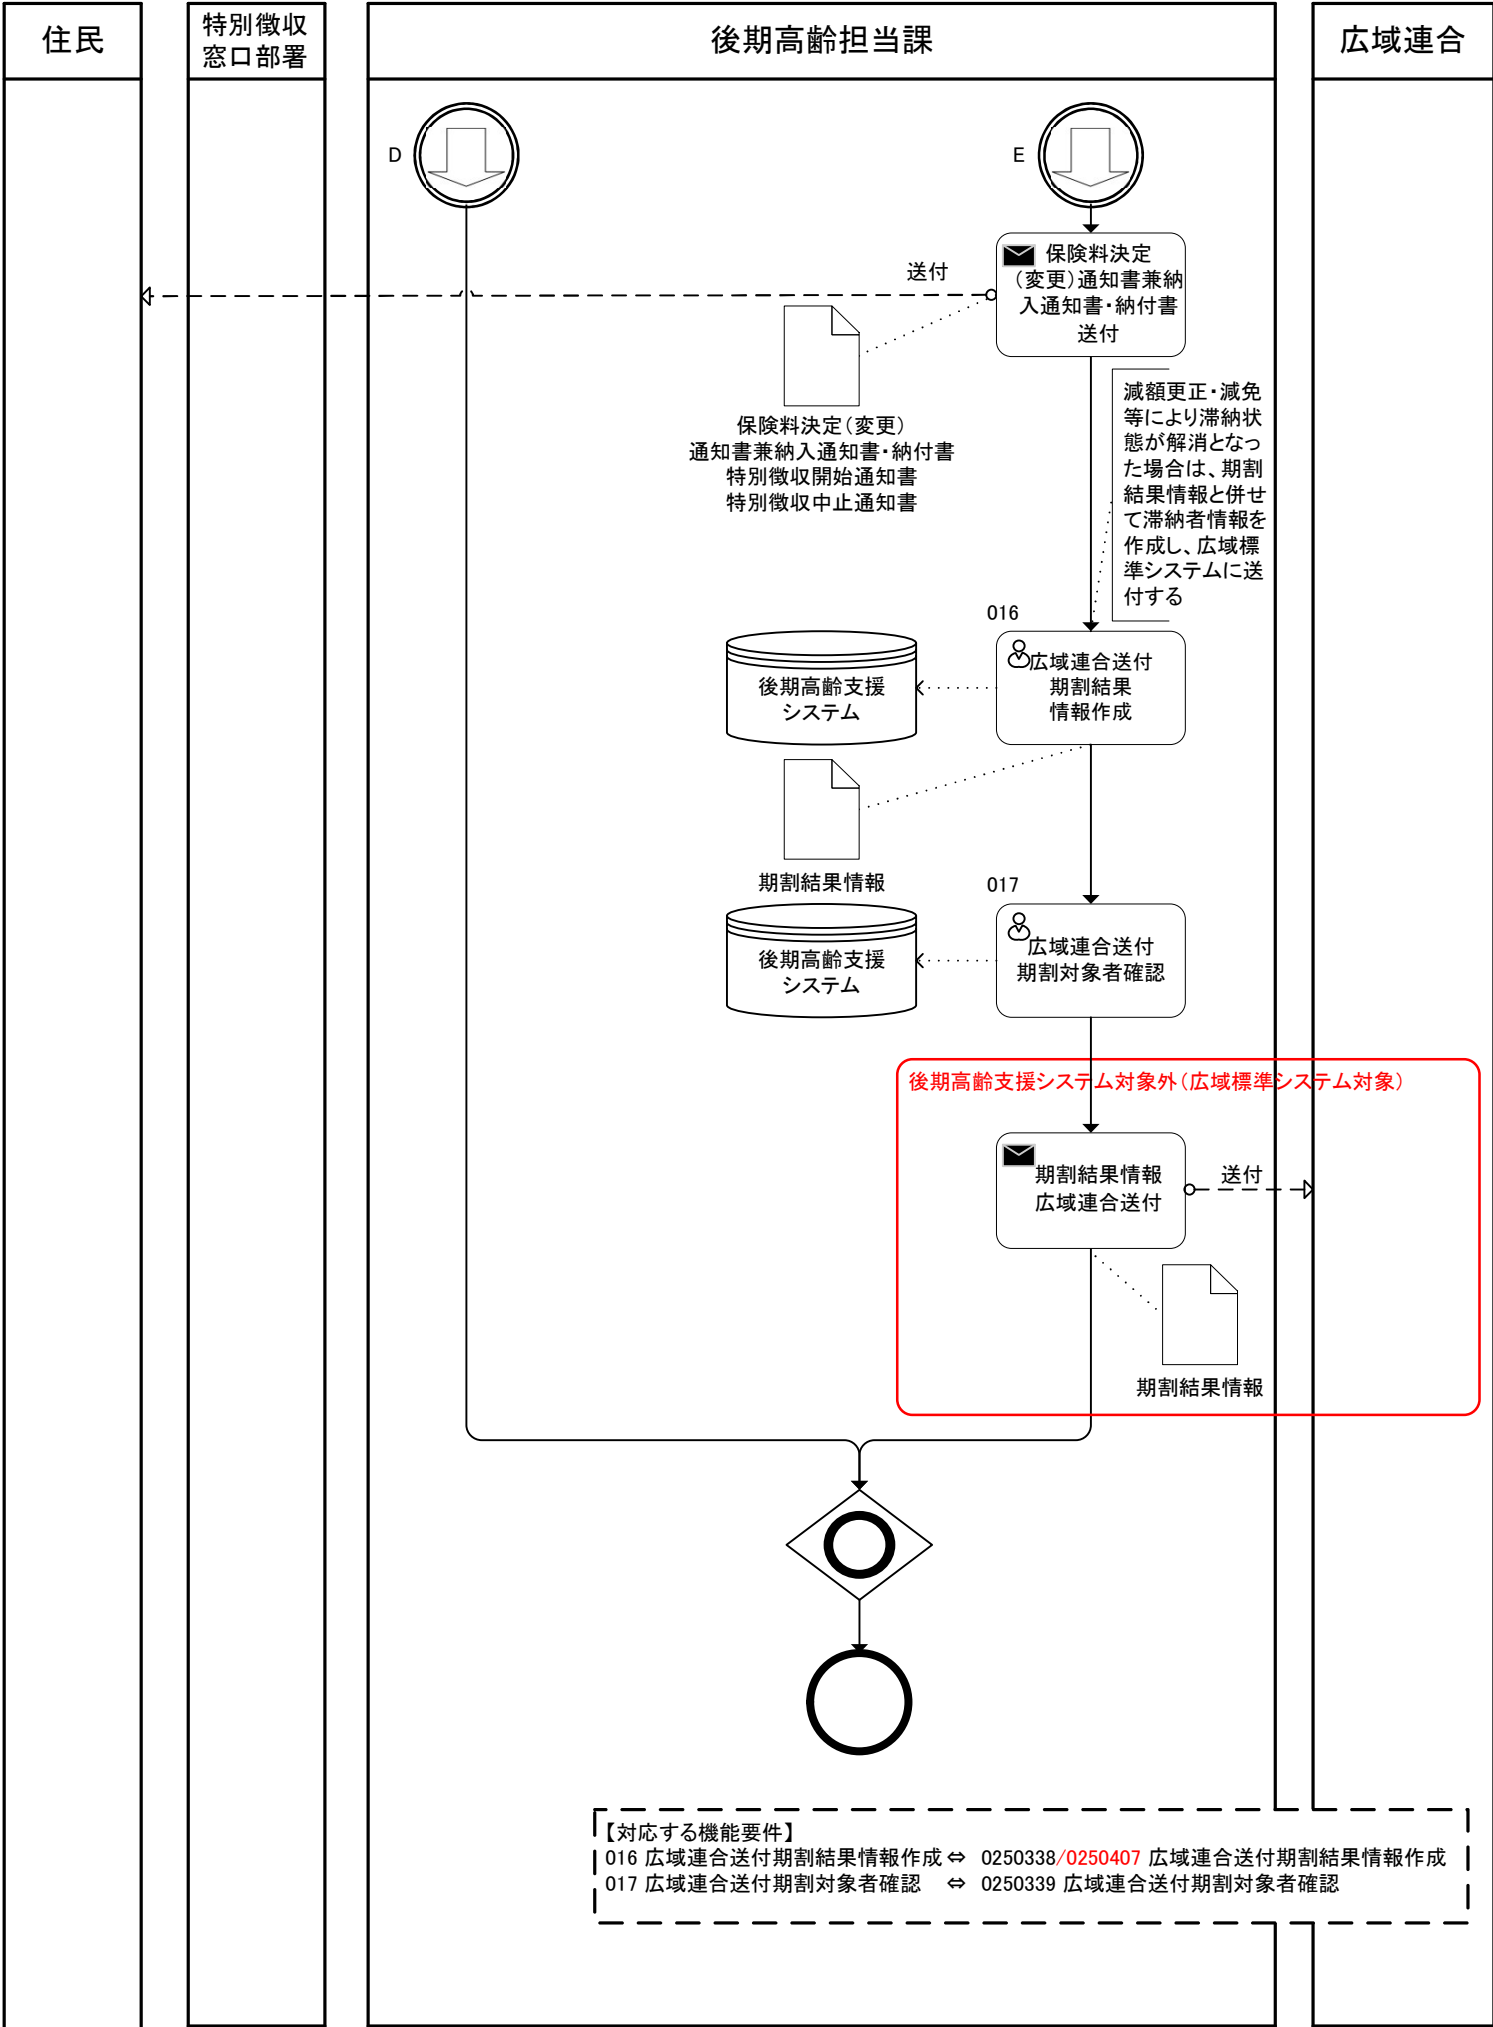 住民
特別徴収
窓口部署
後期高齢担当課
広域連合
D
E
保険料決定
（変更）通知書兼納
入通知書・納付書
送付
送付
保険料決定（変更）
通知書兼納入通知書・納付書
特別徴収開始通知書
特別徴収中止通知書
減額更正・減免
等により滞納状
態が解消となっ
た場合は、期割
結果情報と併せ
て滞納者情報を
作成し、広域標
準システムに送
付する
016
広域連合送付
期割結果
情報作成
後期高齢支援
システム
期割結果情報
017
広域連合送付
期割対象者確認
後期高齢支援
システム
後期高齢支援システム対象外（広域標準システム対象）
期割結果情報
広域連合送付
送付
期割結果情報
【対応する機能要件】
016 広域連合送付期割結果情報作成 ⇔ 0250338/0250407 広域連合送付期割結果情報作成
017 広域連合送付期割対象者確認 ⇔ 0250339 広域連合送付期割対象者確認